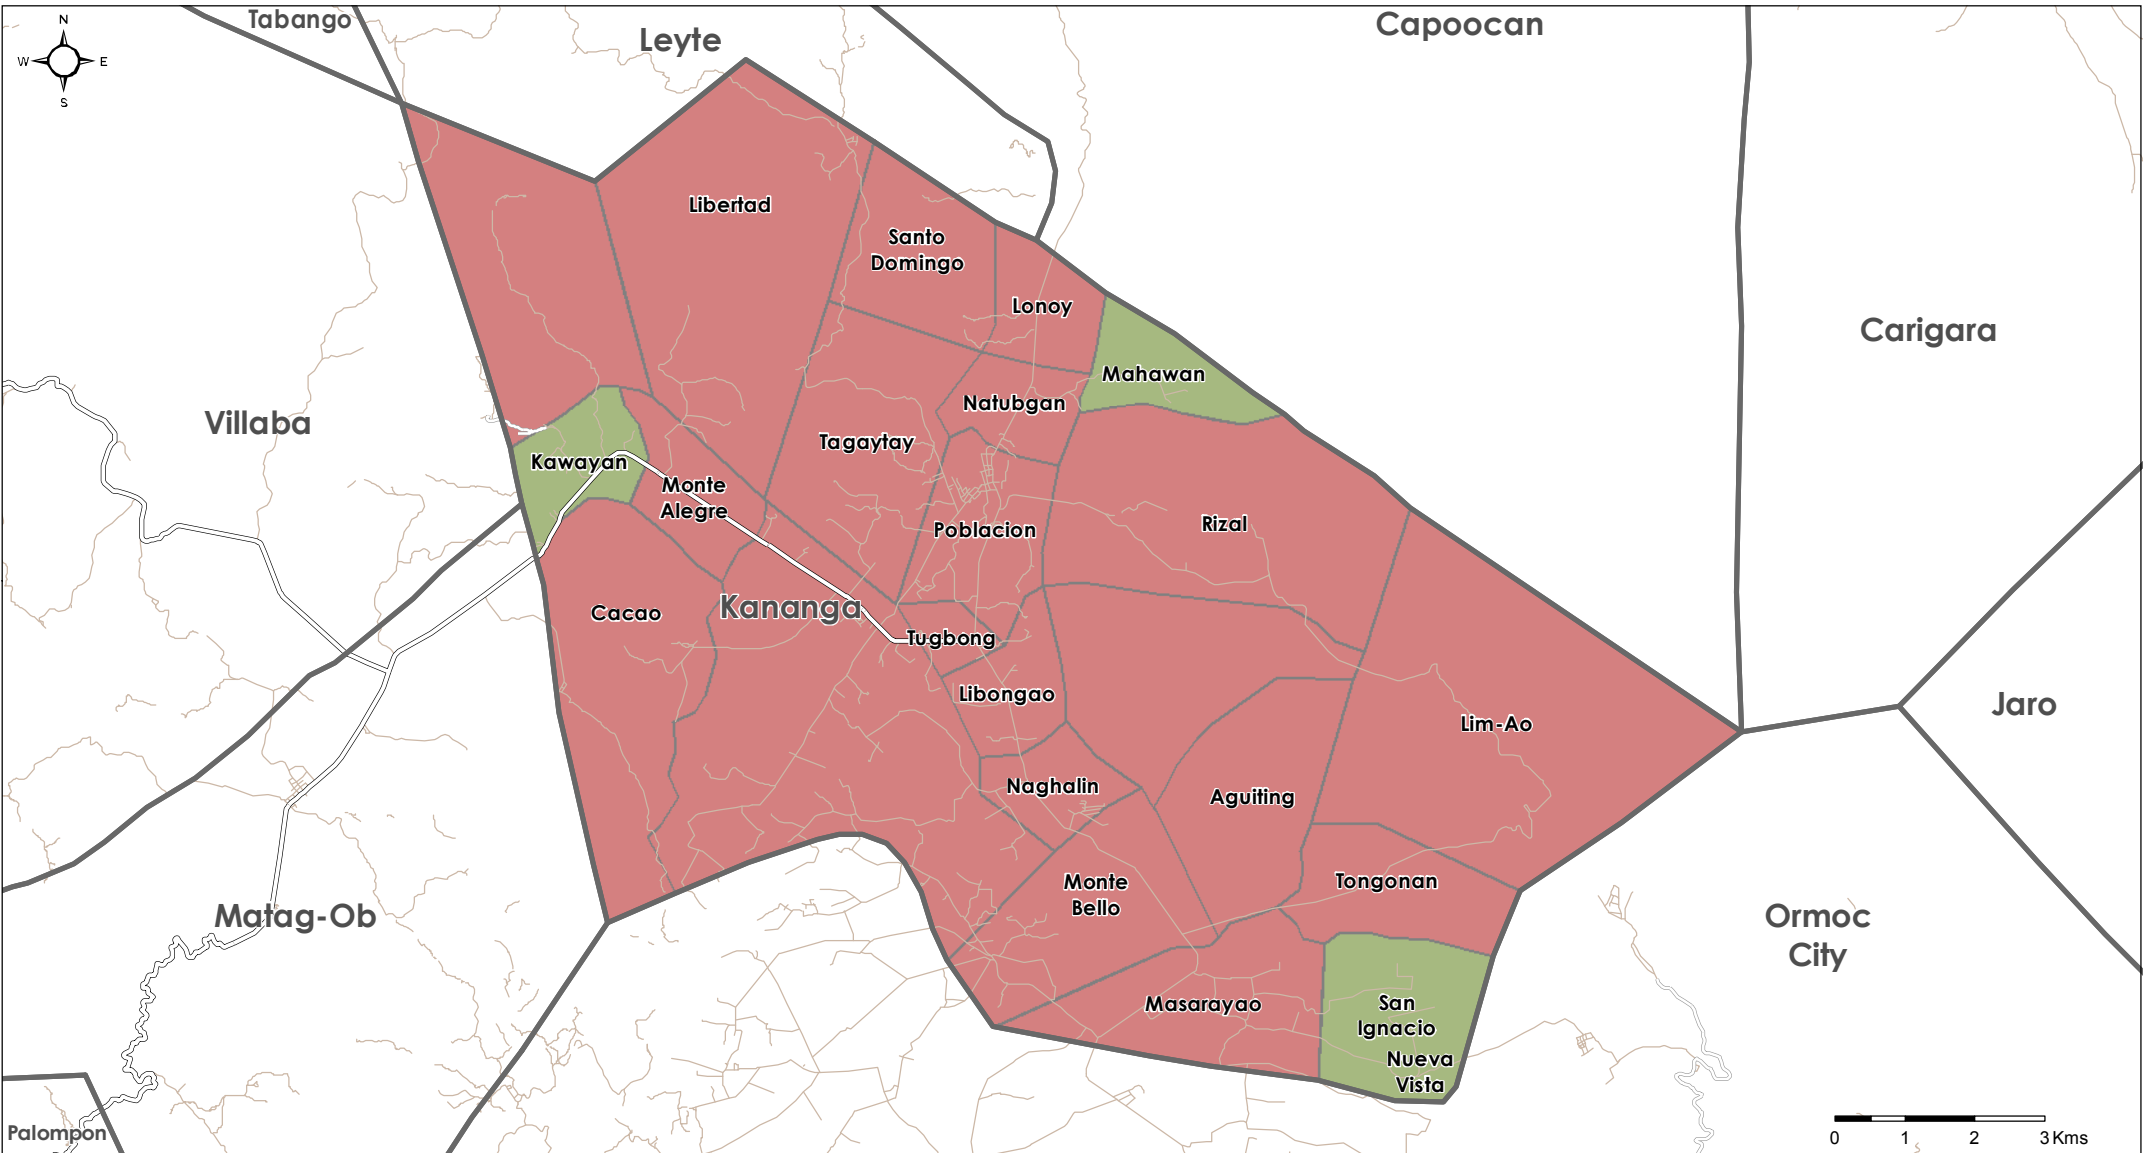 Tabango
Leyte
Capoocan
N
W
E
S
Libertad
Santo
Domingo
Lonoy
Carigara
Mahawan
Natubgan
Villaba
Tagaytay
Kawayan
Monte
Alegre
Rizal
Poblacion
Cacao
Kananga
Tugbong
Libongao
Jaro
Lim-Ao
Naghalin
Aguiting
Monte
Bello
Tongonan
Matag-Ob
Ormoc
City
Masarayao
San
Ignacio
Nueva
Vista
Palompon
0 1 2 3 Kms